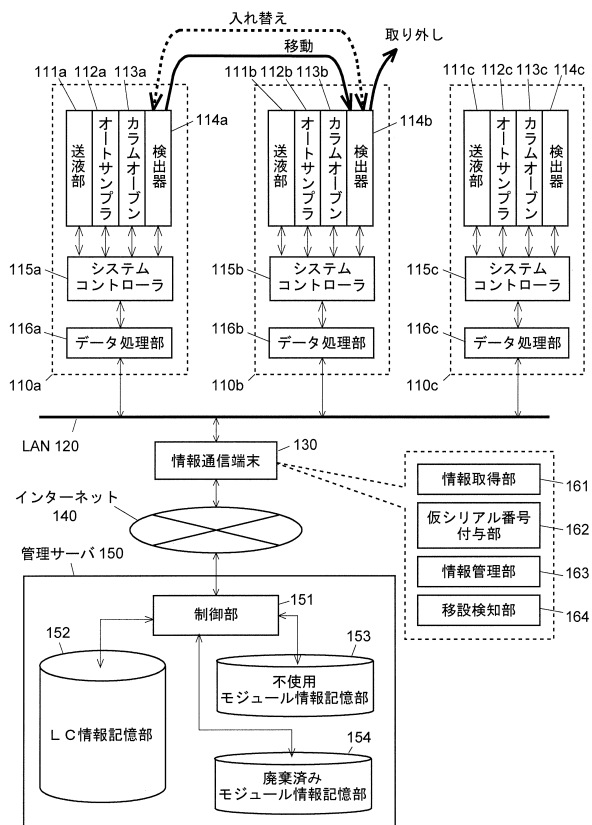 入れ替え
移動
取り外し
111a
112a
113a
114a
111b
112b
113b
114b
111c
112c
113c
114c
送液部
オートサンプラ
カラムオーブン
検出器
送液部
オートサンプラ
カラムオーブン
検出器
送液部
オートサンプラ
カラムオーブン
検出器
115a
システム
コントローラ
115b
システム
コントローラ
115c
システム
コントローラ
116a
データ処理部
116b
データ処理部
116c
データ処理部
110a
110b
110c
LAN 120
130
情報通信端末
インターネット
140
情報取得部
161
仮シリアル番号
付与部
162
情報管理部
163
移設検知部
164
管理サーバ 150
制御部
151
152
LC情報記憶部
153
不使用
モジュール情報記憶部
154
廃棄済み
モジュール情報記憶部